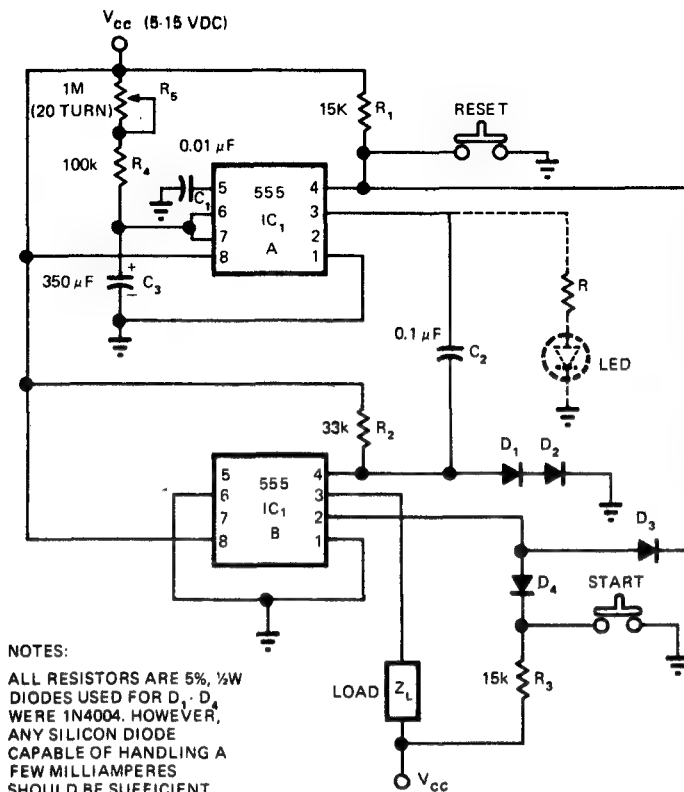 Vcc (5-15 VDC)
1M
(20 TURN)
R5
15K
R1
RESET
0.01 µF
100k
R4
C1
5
6
7
8
555
IC1
A
4
3
2
1
350 µF
+
−
C3
R
0.1 µF
C2
LED
33k
R2
5
6
7
8
555
IC1
B
4
3
2
1
D1
D2
D3
D4
START
15k
R3
LOAD
ZL
Vcc
NOTES:
ALL RESISTORS ARE 5%, ½W
DIODES USED FOR D1 - D4
WERE 1N4004. HOWEVER,
ANY SILICON DIODE
CAPABLE OF HANDLING A
FEW MILLIAMPERES
SHOULD BE SUFFICIENT